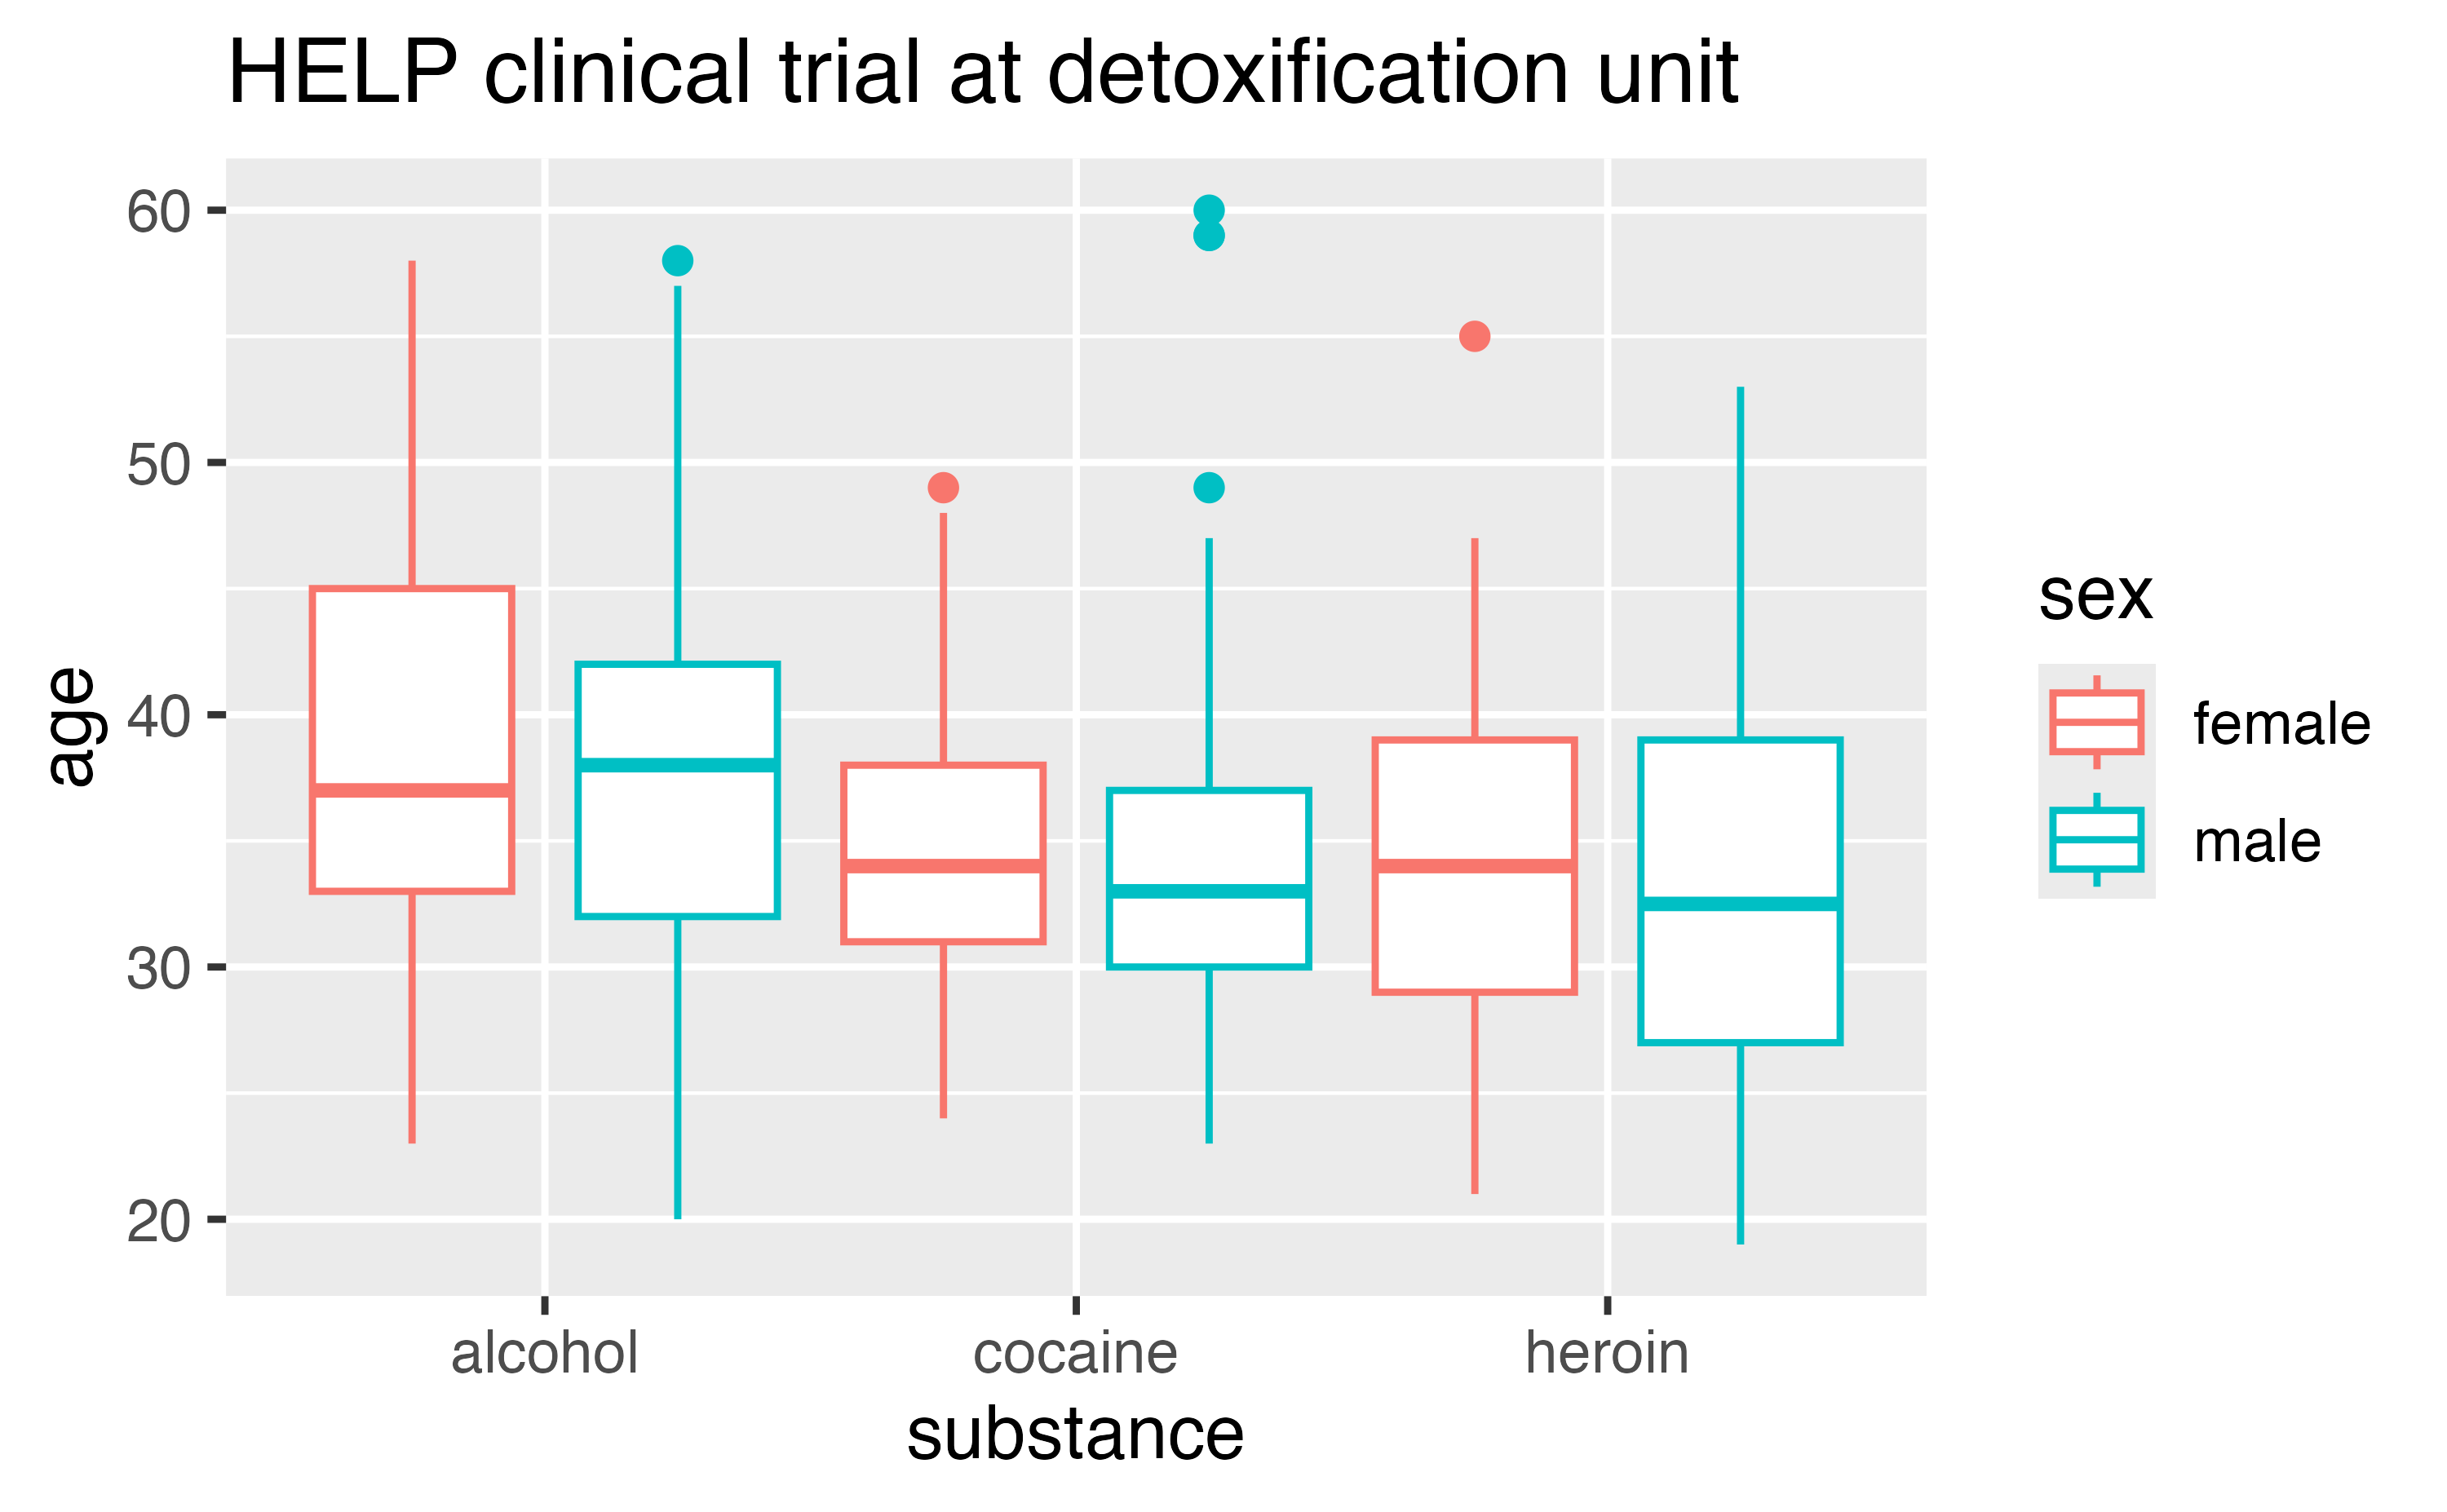 HELP clinical trial at detoxification unit
60
50
40
30
20
age
alcohol cocaine heroin
substance
sex
female
male